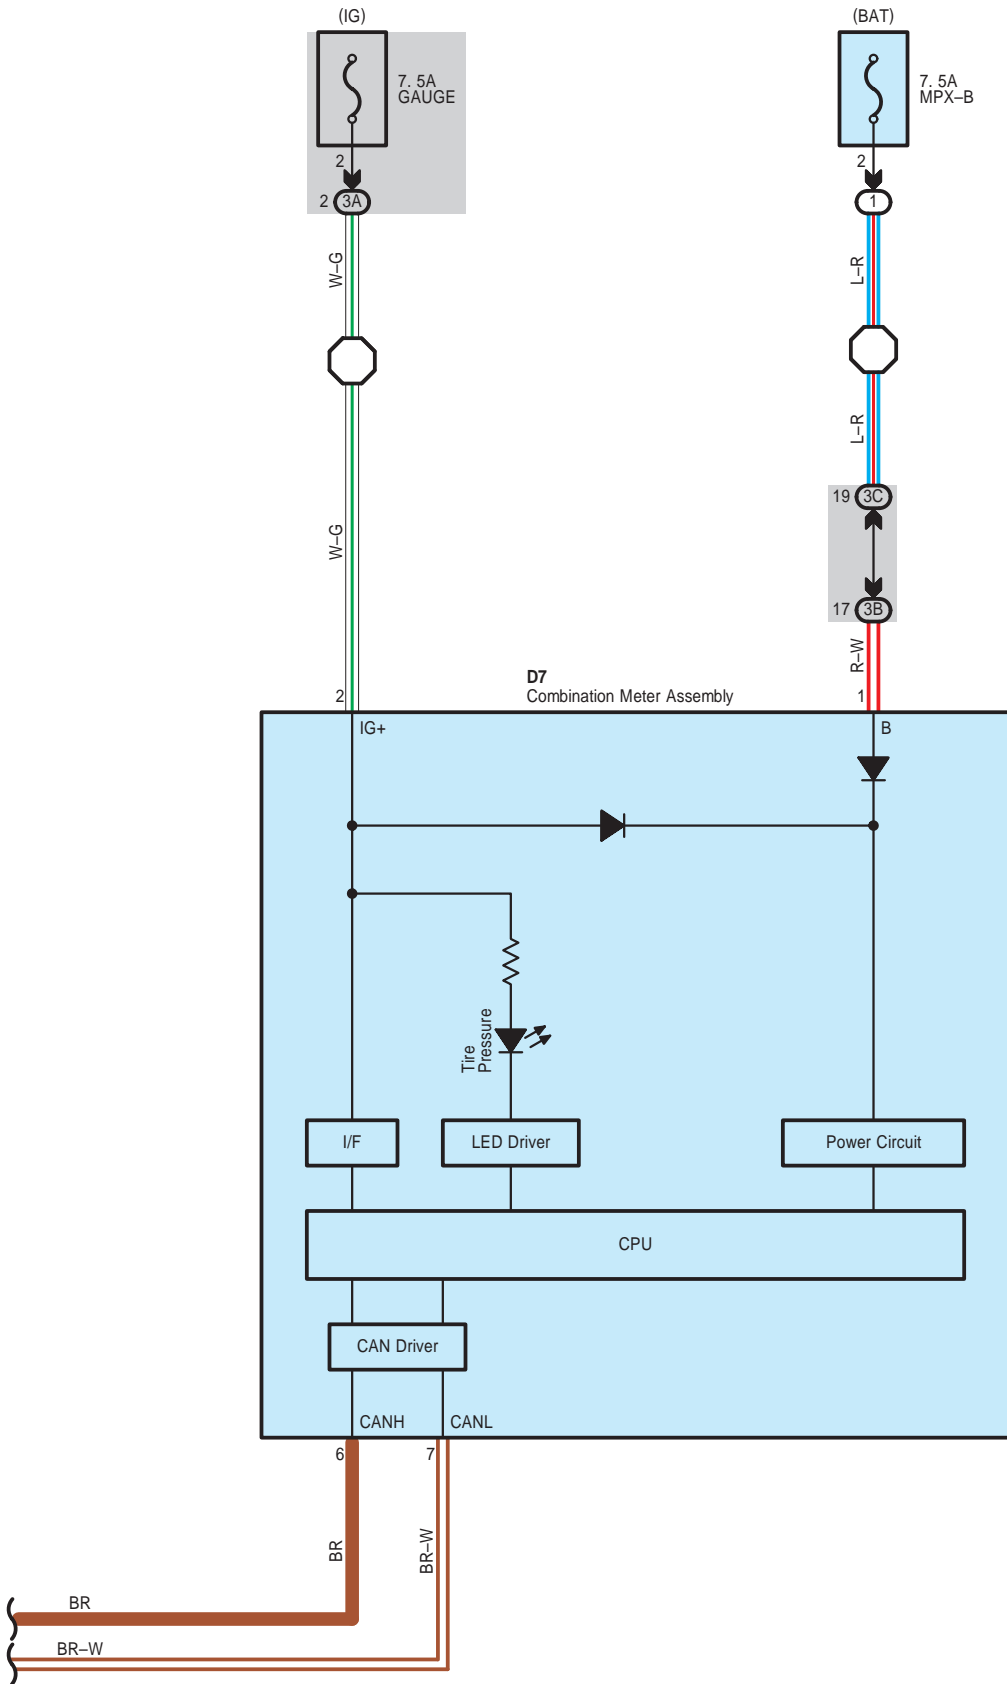 (IG)
(BAT)
7. 5A
GAUGE
7. 5A
MPX–B
2
2
2
3A
1
W–G
L–R
L–R
19
3C
W–G
17
3B
R–W
D7
Combination Meter Assembly
2
1
IG+
B
Tire
Pressure
I/F
LED Driver
Power Circuit
CPU
CAN Driver
CANH
CANL
6
7
BR
BR–W
BR
BR–W